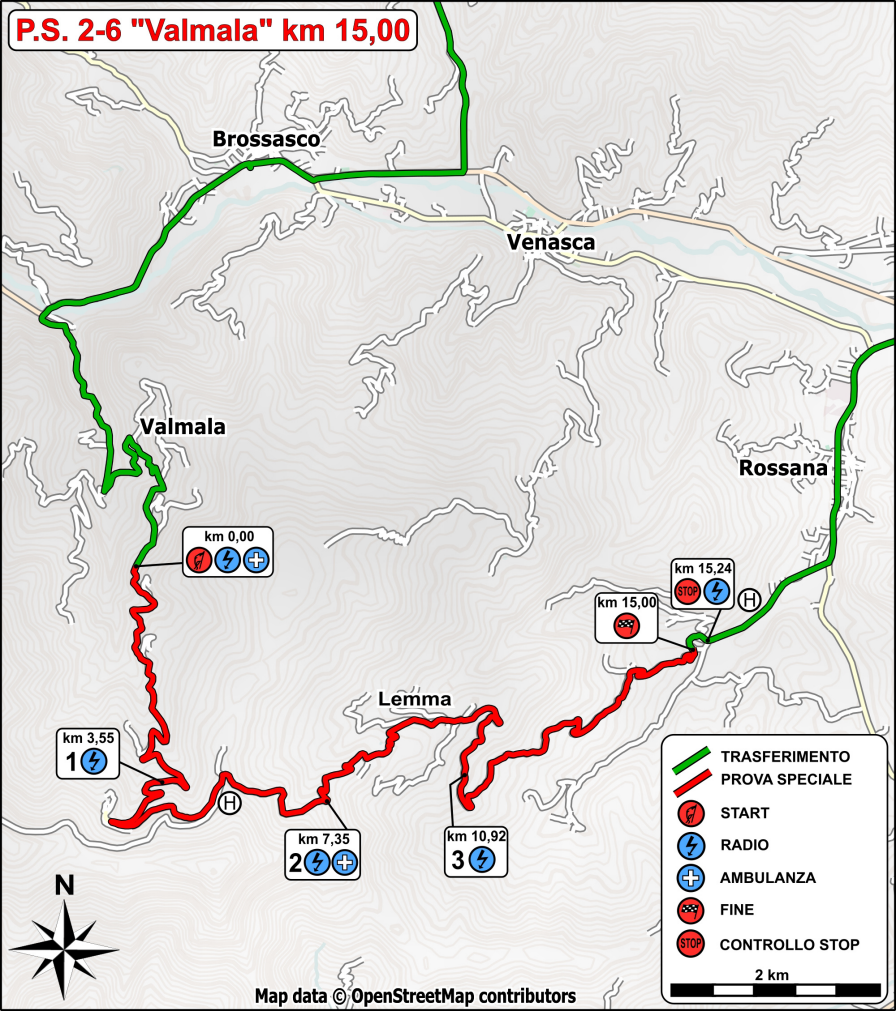 P.S. 2-6 "Valmala" km 15,00
Brossasco
Venasca
Valmala
Rossana
km 0,00
km 15,24
STOP
H
km 15,00
Lemma
km 3,55
1
H
km 7,35
2
km 10,92
3
TRASFERIMENTO
PROVA SPECIALE
START
RADIO
AMBULANZA
FINE
STOP CONTROLLO STOP
2 km
N
Map data © OpenStreetMap contributors